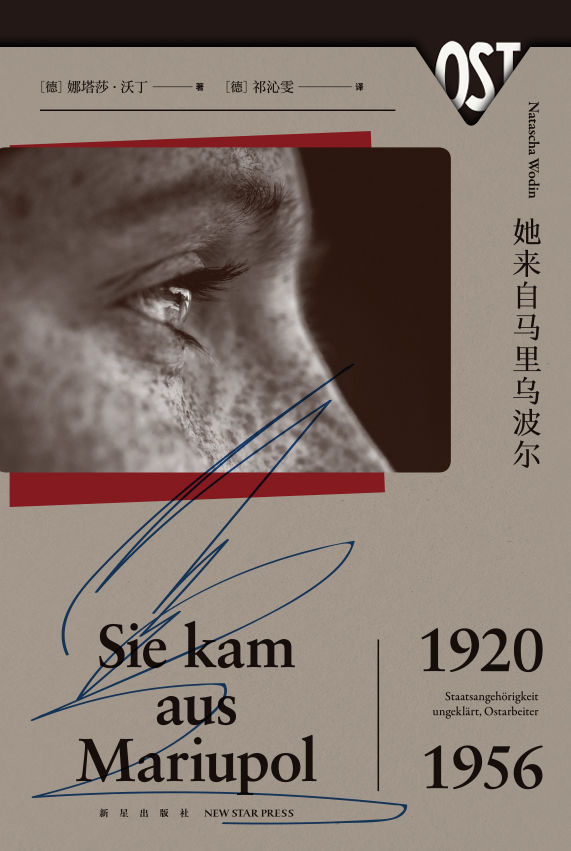 OST
[德] 娜塔莎·沃丁 著 [德] 祁沁雯 译
Natascha Wodin
她来自马里乌波尔
Sie kam
aus
Mariupol
1920
Staatsangehörigkeit
ungeklärt, Ostarbeiter
1956
新星出版社 NEW STAR PRESS